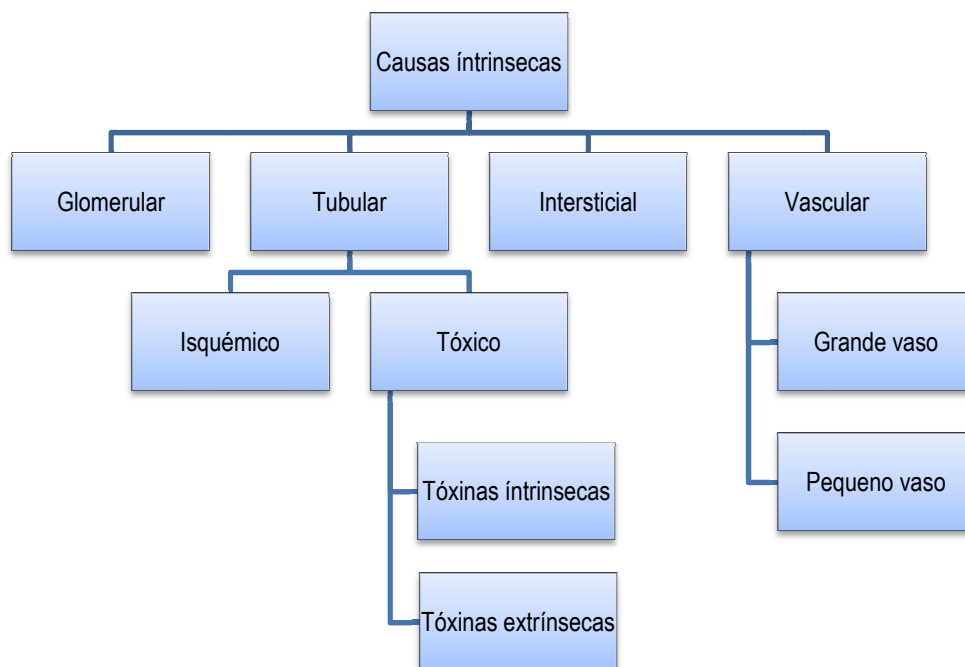 Causas íntrinsecas
Glomerular
Tubular
Intersticial
Vascular
Isquémico
Tóxico
Grande vaso
Pequeno vaso
Tóxinas íntrinsecas
Tóxinas extrínsecas